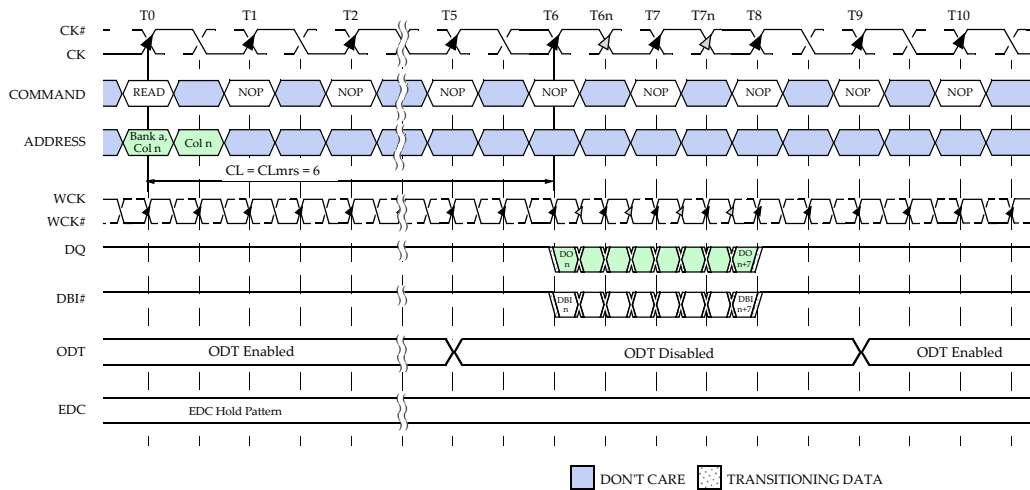 T0 T1 T2 T5 T6 T6n T7 T7n T8 T9 T10
CK#
CK
COMMAND READ NOP NOP NOP NOP NOP NOP NOP NOP
ADDRESS Bank a, Col n Col n
CL = CLmrs = 6
WCK
WCK#
DQ DO n DO n+7
DBI# DBI n DBI n+7
ODT ODT Enabled ODT Disabled ODT Enabled
EDC EDC Hold Pattern
DON'T CARE TRANSITIONING DATA